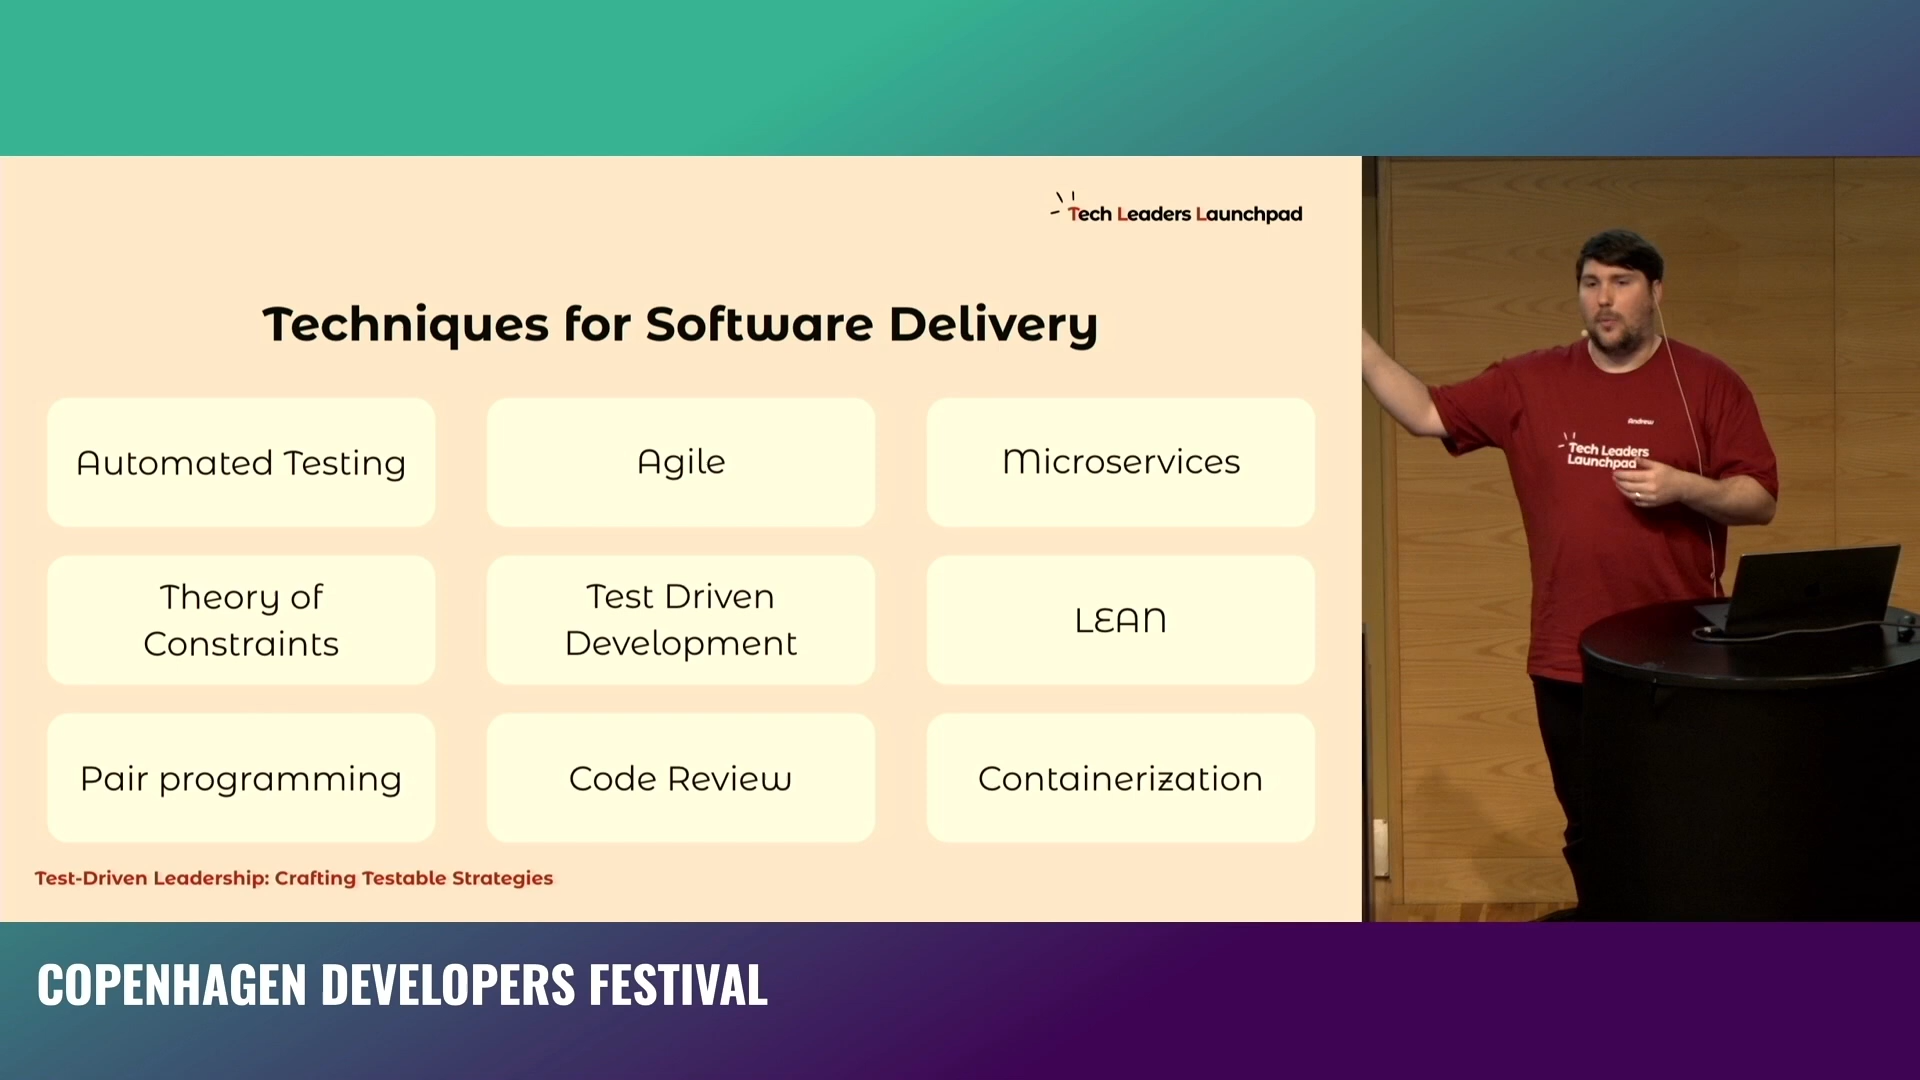 Tech Leaders Launchpad
Techniques for Software Delivery
Automated Testing
Agile
Microservices
Theory of
Constraints
Test Driven
Development
LEAN
Pair programming
Code Review
Containerization
Test-Driven Leadership: Crafting Testable Strategies
Andrew
Tech Leaders
Launchpad
COPENHAGEN DEVELOPERS FESTIVAL